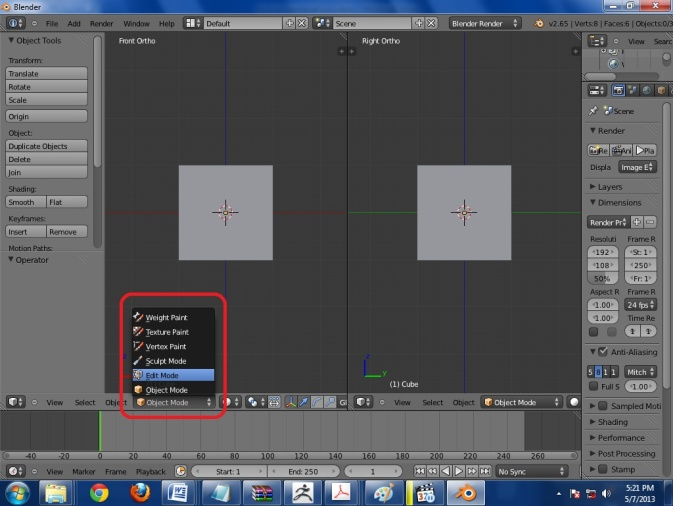 Blender
File
Default
Scene
Blender Render
v2.65 | Verts:8 | Faces:6 | Objects:0/3
Object Tools
Transform:
Translate
Rotate
Scale
Origin
Object:
Duplicate Objects
Delete
Join
Shading:
Smooth Flat
Keyframes:
Insert Remove
Motion Paths:
Operator
Front Ortho
Right Ortho
Weight Paint
Texture Paint
Vertex Paint
Sculpt Mode
Edit Mode
Object Mode
z
y
(1) Cube
View Select Object Object Mode
View Select Object Object Mode
View Searc
Scene
Render
Re Ani Pla
Displa Image E
Layers
Dimensions
Render Pr
Resoluti Frame R
192 St: 1
108 250
50% Fr: 1
Aspect R Frame R
1.00 24 fps
1.00 Time Re
1 1
Anti-Aliasing
5 8 1 1 Mitch
Full S 1.00
Sampled Moti
Shading
Performance
Post Processing
Stamp
-40 -20 0 20 40 60 80 100 120 140 160 180 200 220 240 260 280
View Marker Frame Playback Start: 1 End: 250 1 No Sync
5:21 PM
5/7/2013